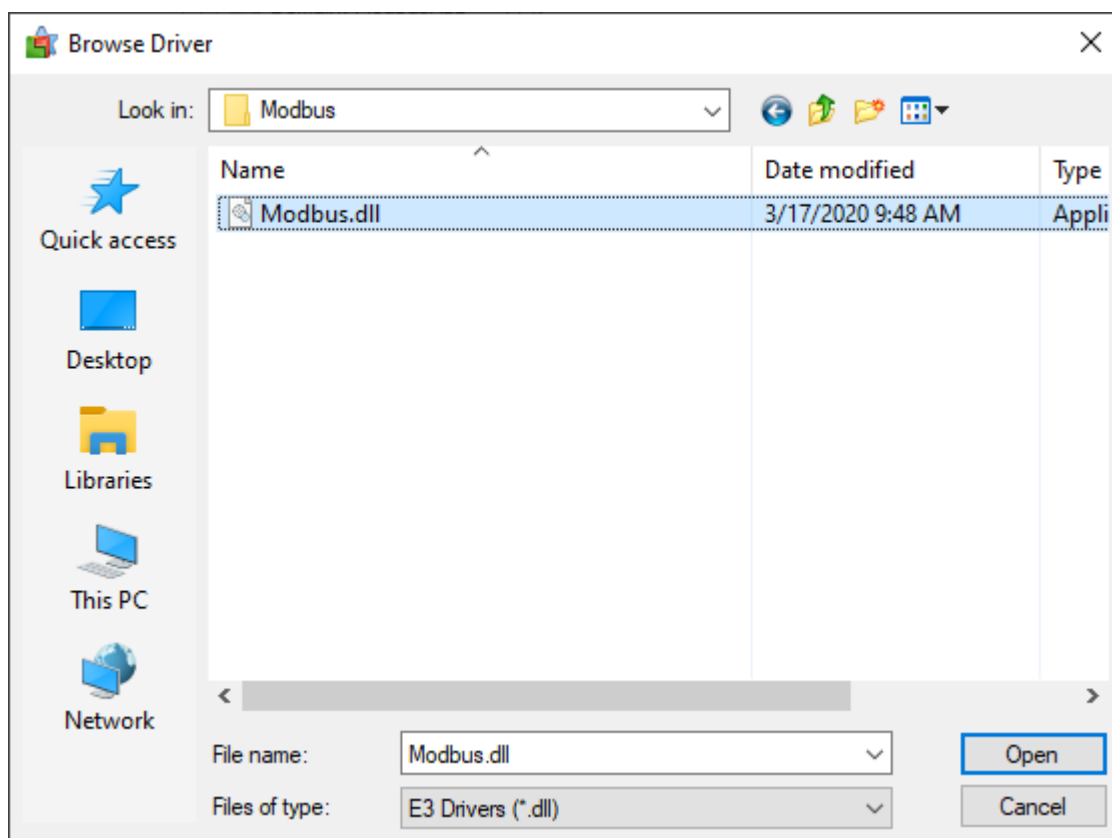 Browse Driver
Look in: Modbus
Name Date modified Type
Modbus.dll 3/17/2020 9:48 AM Appli
Quick access
Desktop
Libraries
This PC
Network
File name: Modbus.dll Open
Files of type: E3 Drivers (*.dll) Cancel